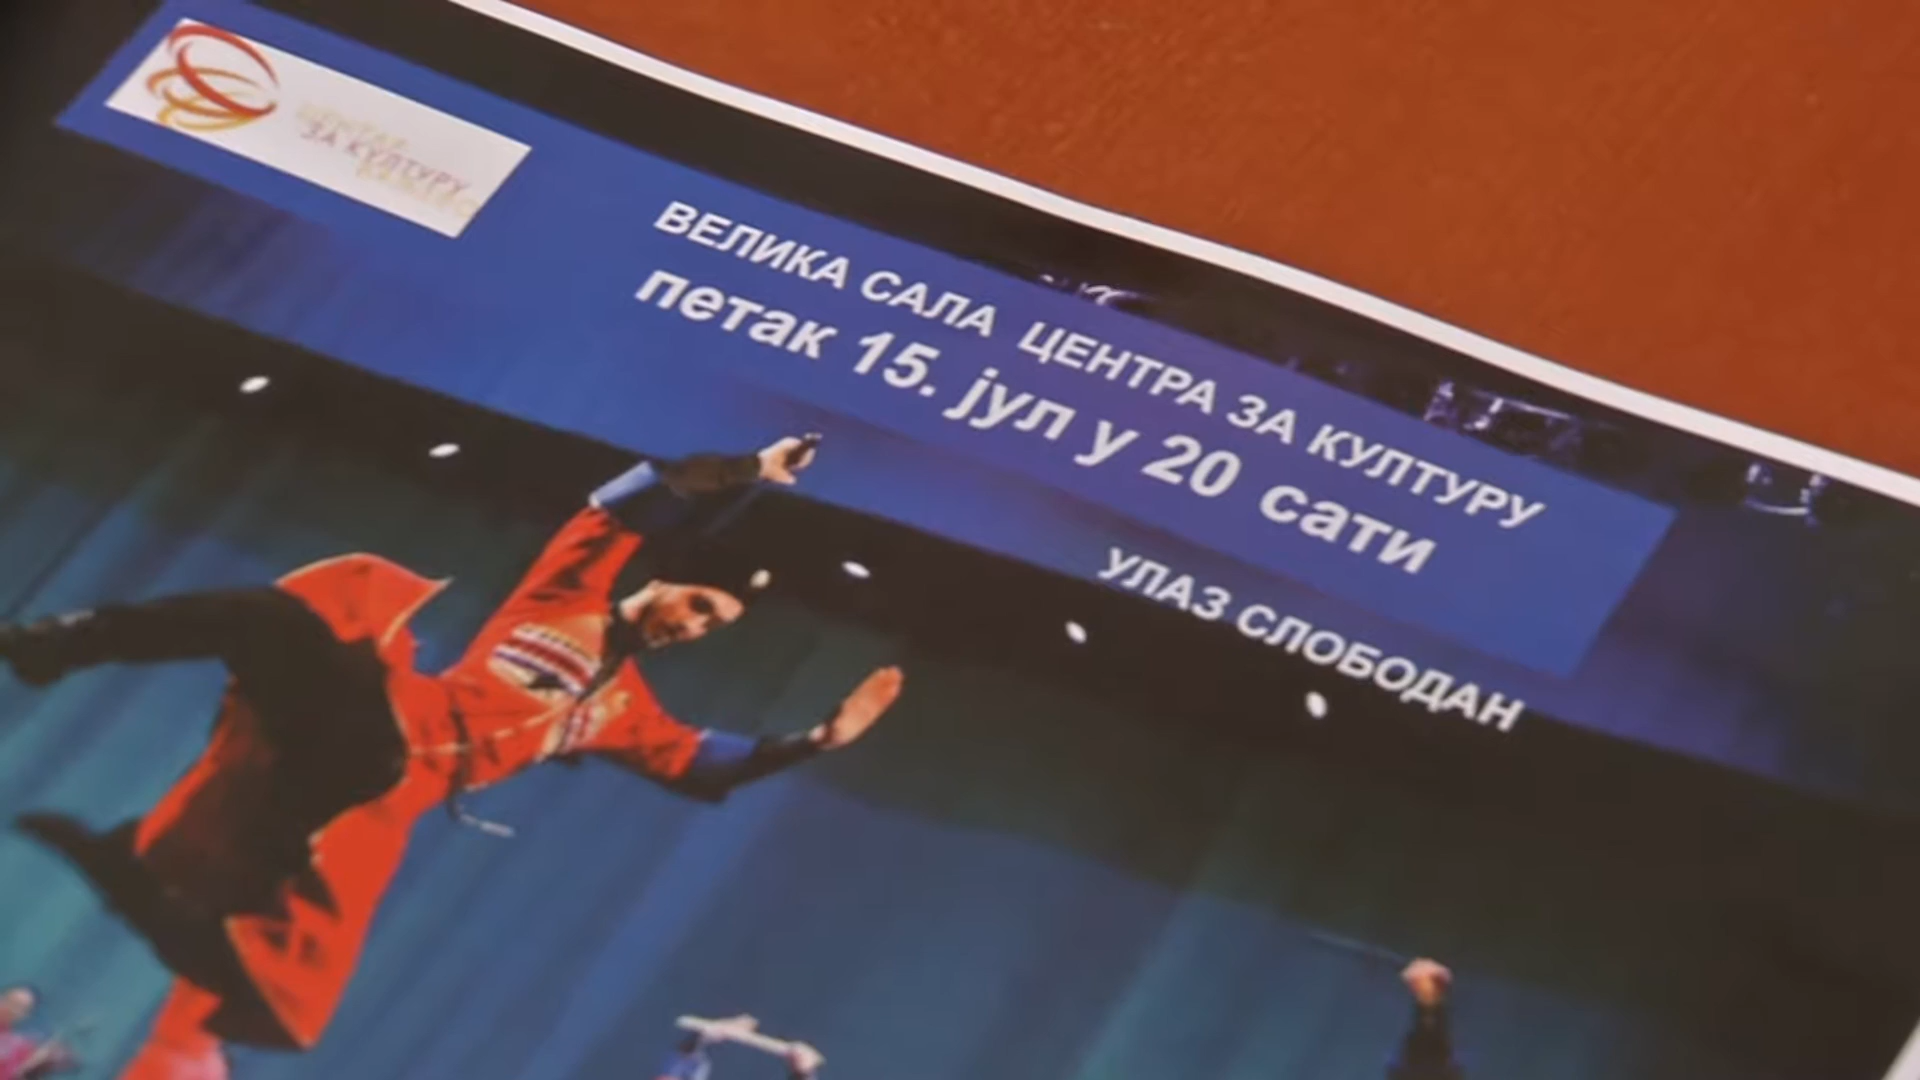 ЗА КУЛТУРУ
ВЕЛИКА САЛА ЦЕНТРА ЗА КУЛТУРУ
петак 15. јул у 20 сати
УЛАЗ СЛОБОДАН